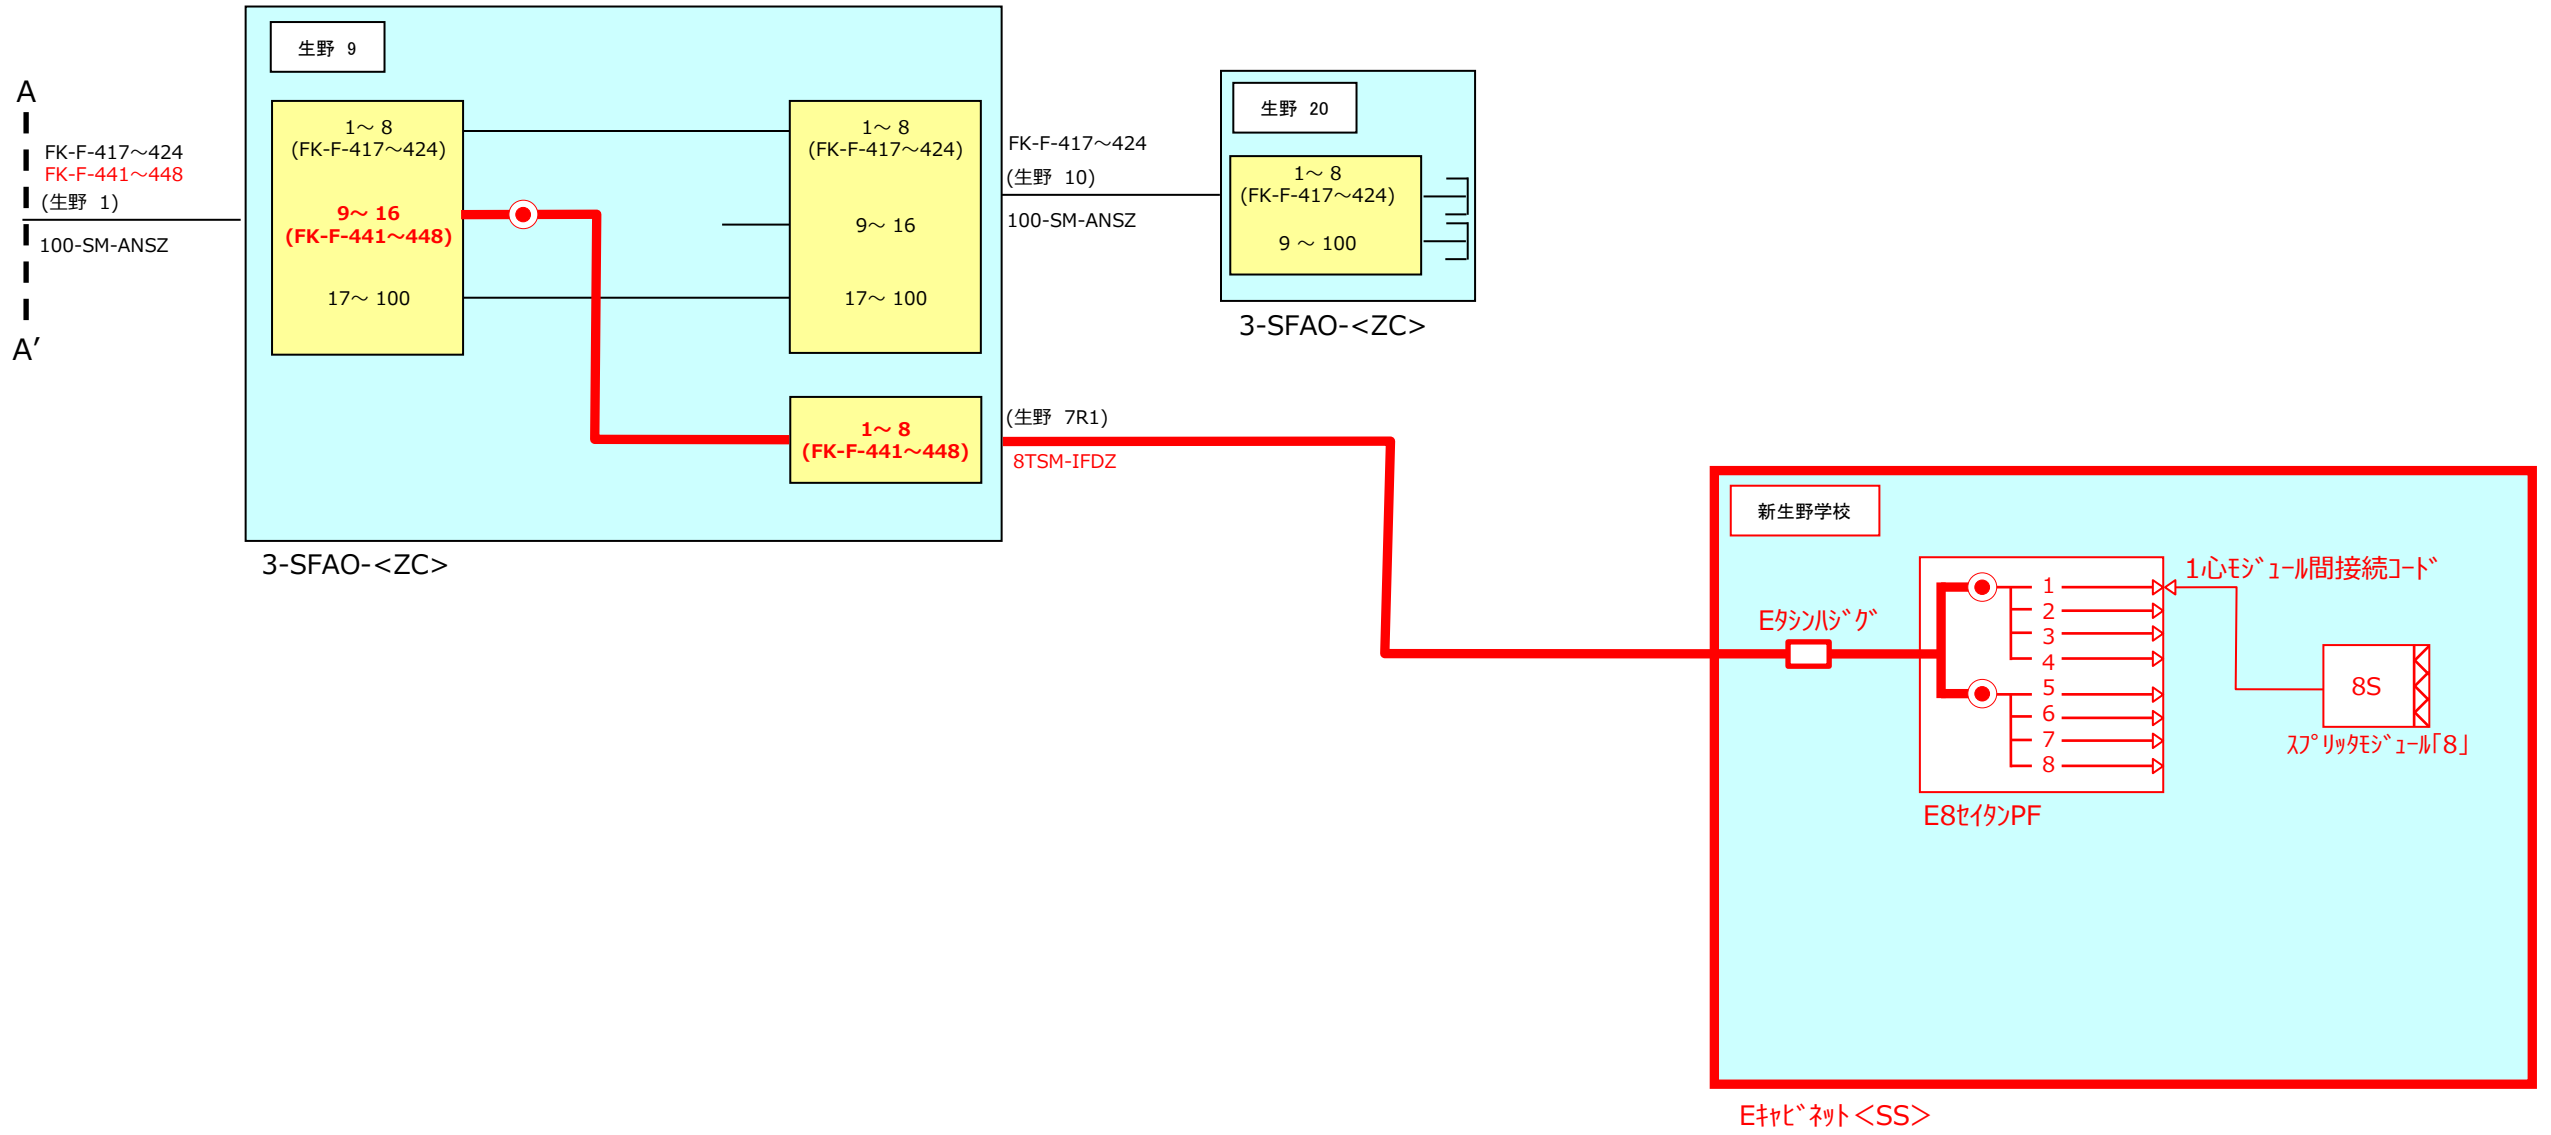 A
FK-F-417～424
FK-F-441～448
(生野 1)
100-SM-ANSZ
A′
生野 9
1～ 8
(FK-F-417～424)
9～ 16
(FK-F-441～448)
17～ 100
1～ 8
(FK-F-417～424)
9～ 16
17～ 100
1～ 8
(FK-F-441～448)
3-SFAO-<ZC>
FK-F-417～424
(生野 10)
100-SM-ANSZ
生野 20
1～ 8
(FK-F-417～424)
9 ～ 100
3-SFAO-<ZC>
(生野 7R1)
8TSM-IFDZ
新生野学校
Eﾀｼﾝﾊｼﾞｸﾞ
1
2
3
4
5
6
7
8
E8ｾｲﾀﾝPF
1心ﾓｼﾞｭｰﾙ間接続ｺｰﾄﾞ
8S
ｽﾌﾟﾘｯﾀﾓｼﾞｭｰﾙ｢8｣
Eｷｬﾋﾞﾈｯﾄ＜SS＞